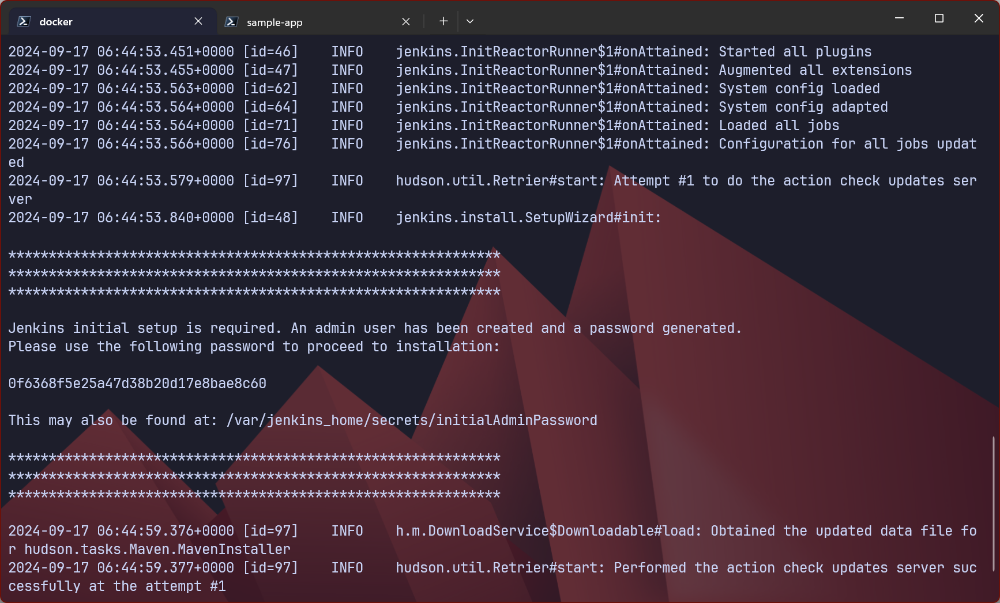 docker
sample-app
2024-09-17 06:44:53.451+0000 [id=46]    INFO    jenkins.InitReactorRunner$1#onAttained: Started all plugins
2024-09-17 06:44:53.455+0000 [id=47]    INFO    jenkins.InitReactorRunner$1#onAttained: Augmented all extensions
2024-09-17 06:44:53.563+0000 [id=62]    INFO    jenkins.InitReactorRunner$1#onAttained: System config loaded
2024-09-17 06:44:53.564+0000 [id=64]    INFO    jenkins.InitReactorRunner$1#onAttained: System config adapted
2024-09-17 06:44:53.564+0000 [id=71]    INFO    jenkins.InitReactorRunner$1#onAttained: Loaded all jobs
2024-09-17 06:44:53.566+0000 [id=76]    INFO    jenkins.InitReactorRunner$1#onAttained: Configuration for all jobs updat
ed
2024-09-17 06:44:53.579+0000 [id=97]    INFO    hudson.util.Retrier#start: Attempt #1 to do the action check updates ser
ver
2024-09-17 06:44:53.840+0000 [id=48]    INFO    jenkins.install.SetupWizard#init:
*************************************************************
*************************************************************
*************************************************************
Jenkins initial setup is required. An admin user has been created and a password generated.
Please use the following password to proceed to installation:
0f6368f5e25a47d38b20d17e8bae8c60
This may also be found at: /var/jenkins_home/secrets/initialAdminPassword
*************************************************************
*************************************************************
*************************************************************
2024-09-17 06:44:59.376+0000 [id=97]    INFO    h.m.DownloadService$Downloadable#load: Obtained the updated data file fo
r hudson.tasks.Maven.MavenInstaller
2024-09-17 06:44:59.377+0000 [id=97]    INFO    hudson.util.Retrier#start: Performed the action check updates server suc
cessfully at the attempt #1